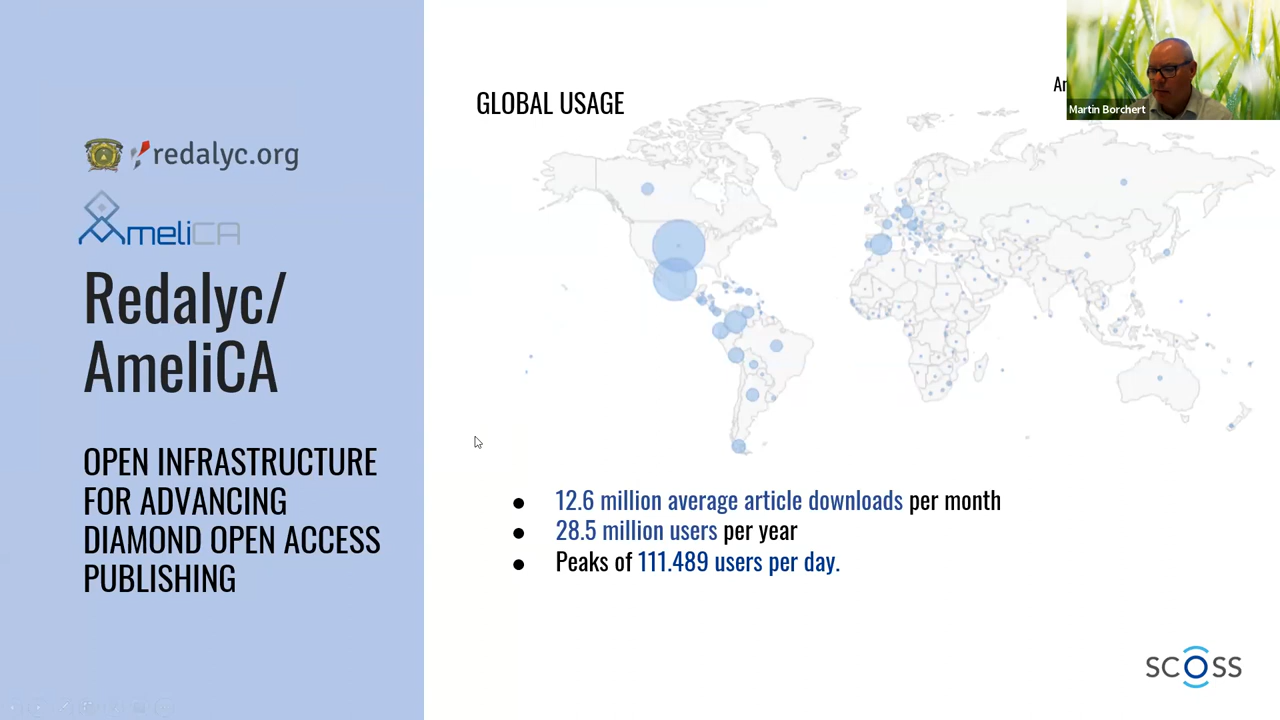 redalyc.org
AmeliCA
Redalyc/
AmeliCA
OPEN INFRASTRUCTURE
FOR ADVANCING
DIAMOND OPEN ACCESS
PUBLISHING
GLOBAL USAGE
Martin Borchert
● 12.6 million average article downloads per month
● 28.5 million users per year
● Peaks of 111.489 users per day.
SCOSS